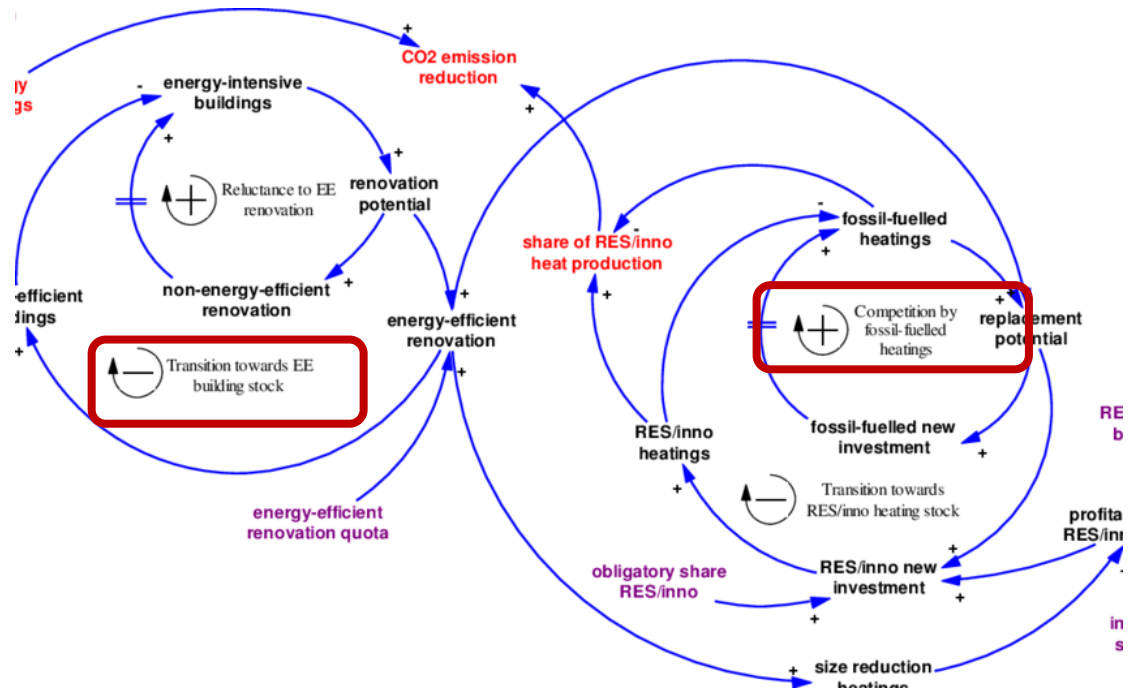 CO2 emission
reduction
energy-intensive
buildings
renovation
potential
Reluctance to EE
renovation
fossil-fuelled
heatings
share of RES/inno
heat production
non-energy-efficient
renovation
-efficient
energy-efficient
renovation
Competition by
fossil-fuelled
heatings
replacement
potential
Transition towards EE
building stock
RES/inno
heatings
fossil-fuelled new
investment
Transition towards
RES/inno heating stock
energy-efficient
renovation quota
obligatory share
RES/inno
RES/inno new
investment
size reduction
heatings